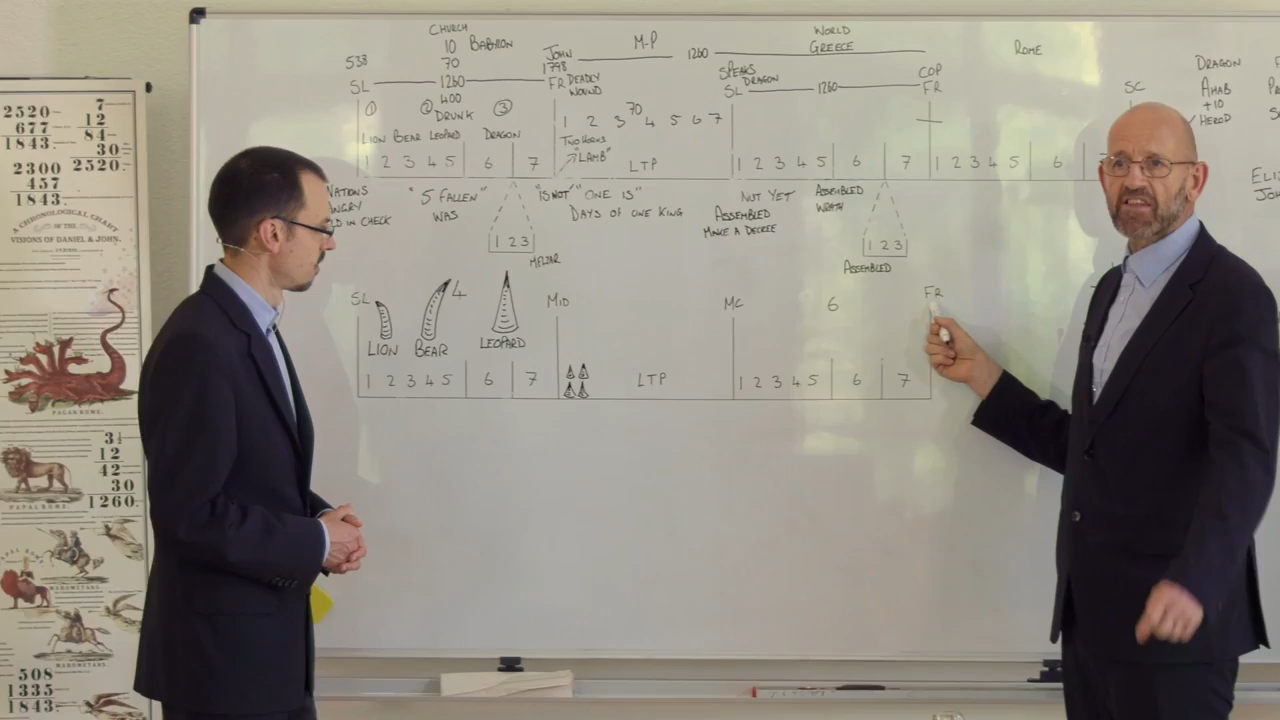 2520 7
677 12
1843. 84
30
2300 2520.
457
1843.
A CHRONOLOGICAL CHART
OF THE
VISIONS OF DANIEL & JOHN.
PAGAN ROME.
3½
12
42
30
1260.
PAPAL ROME.
MAHOMETANS.
MAHOMETANS.
508
1335
1843.
CHURCH
10 BABYLON
538 70
SL 1260
400
① ② DRUNK ③
LION BEAR LEOPARD DRAGON
1 2 3 4 5 6 7
JOHN
1798
FR DEADLY
WOUND
M-P 1260
70
1 2 3 4 5 6 7
TWO HORNS
"LAMB" LTP
WORLD
GREECE
SPEAKS
DRAGON
SL 1260
COP
FR
1 2 3 4 5 6 7
ROME
SC
1 2 3 4 5 6
DRAGON
AHAB
+10
HEROD
NATIONS
"5 FALLEN"
WAS
"IS NOT" "ONE IS"
DAYS OF ONE KING
NOT YET
ASSEMBLED
MAKE A DECREE
ASSEMBLED
WRATH
IN CHECK
1 2 3
MELZAR
1 2 3
ASSEMBLED
SL 4 MID MC 6 FR
LION BEAR LEOPARD
1 2 3 4 5 6 7 LTP 1 2 3 4 5 6 7